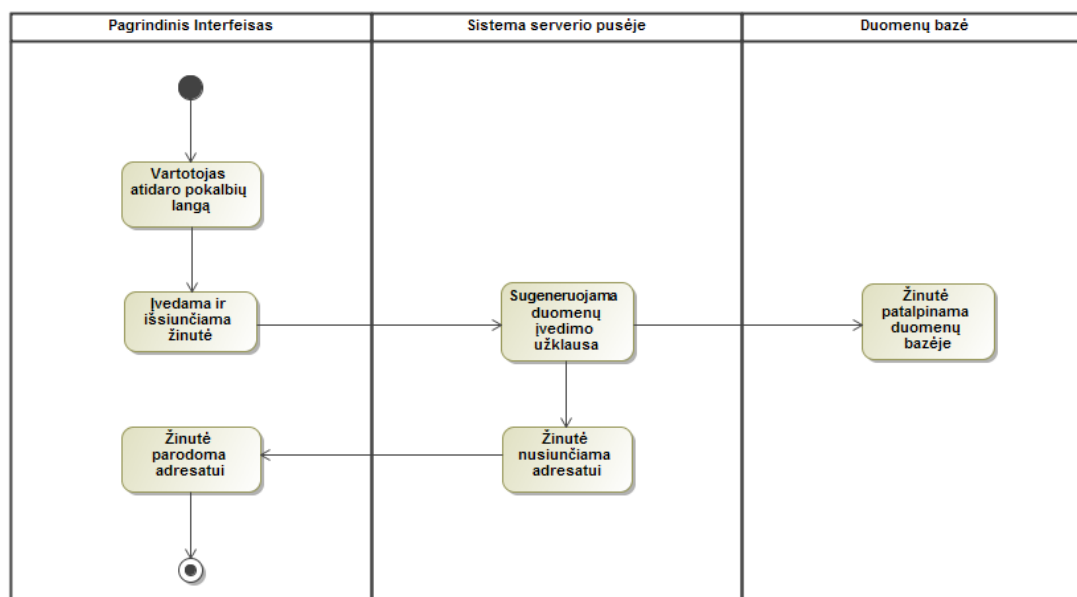 Pagrindinis Interfeisas
Sistema serverio pusėje
Duomenų bazė
Vartotojas
atidaro pokalbių
langą
Įvedama ir
išsiunčiama
žinutė
Sugeneruojama
duomenų
įvedimo
užklausa
Žinutė
patalpinama
duomenų
bazėje
Žinutė
parodoma
adresatui
Žinutė
nusiunčiama
adresatui